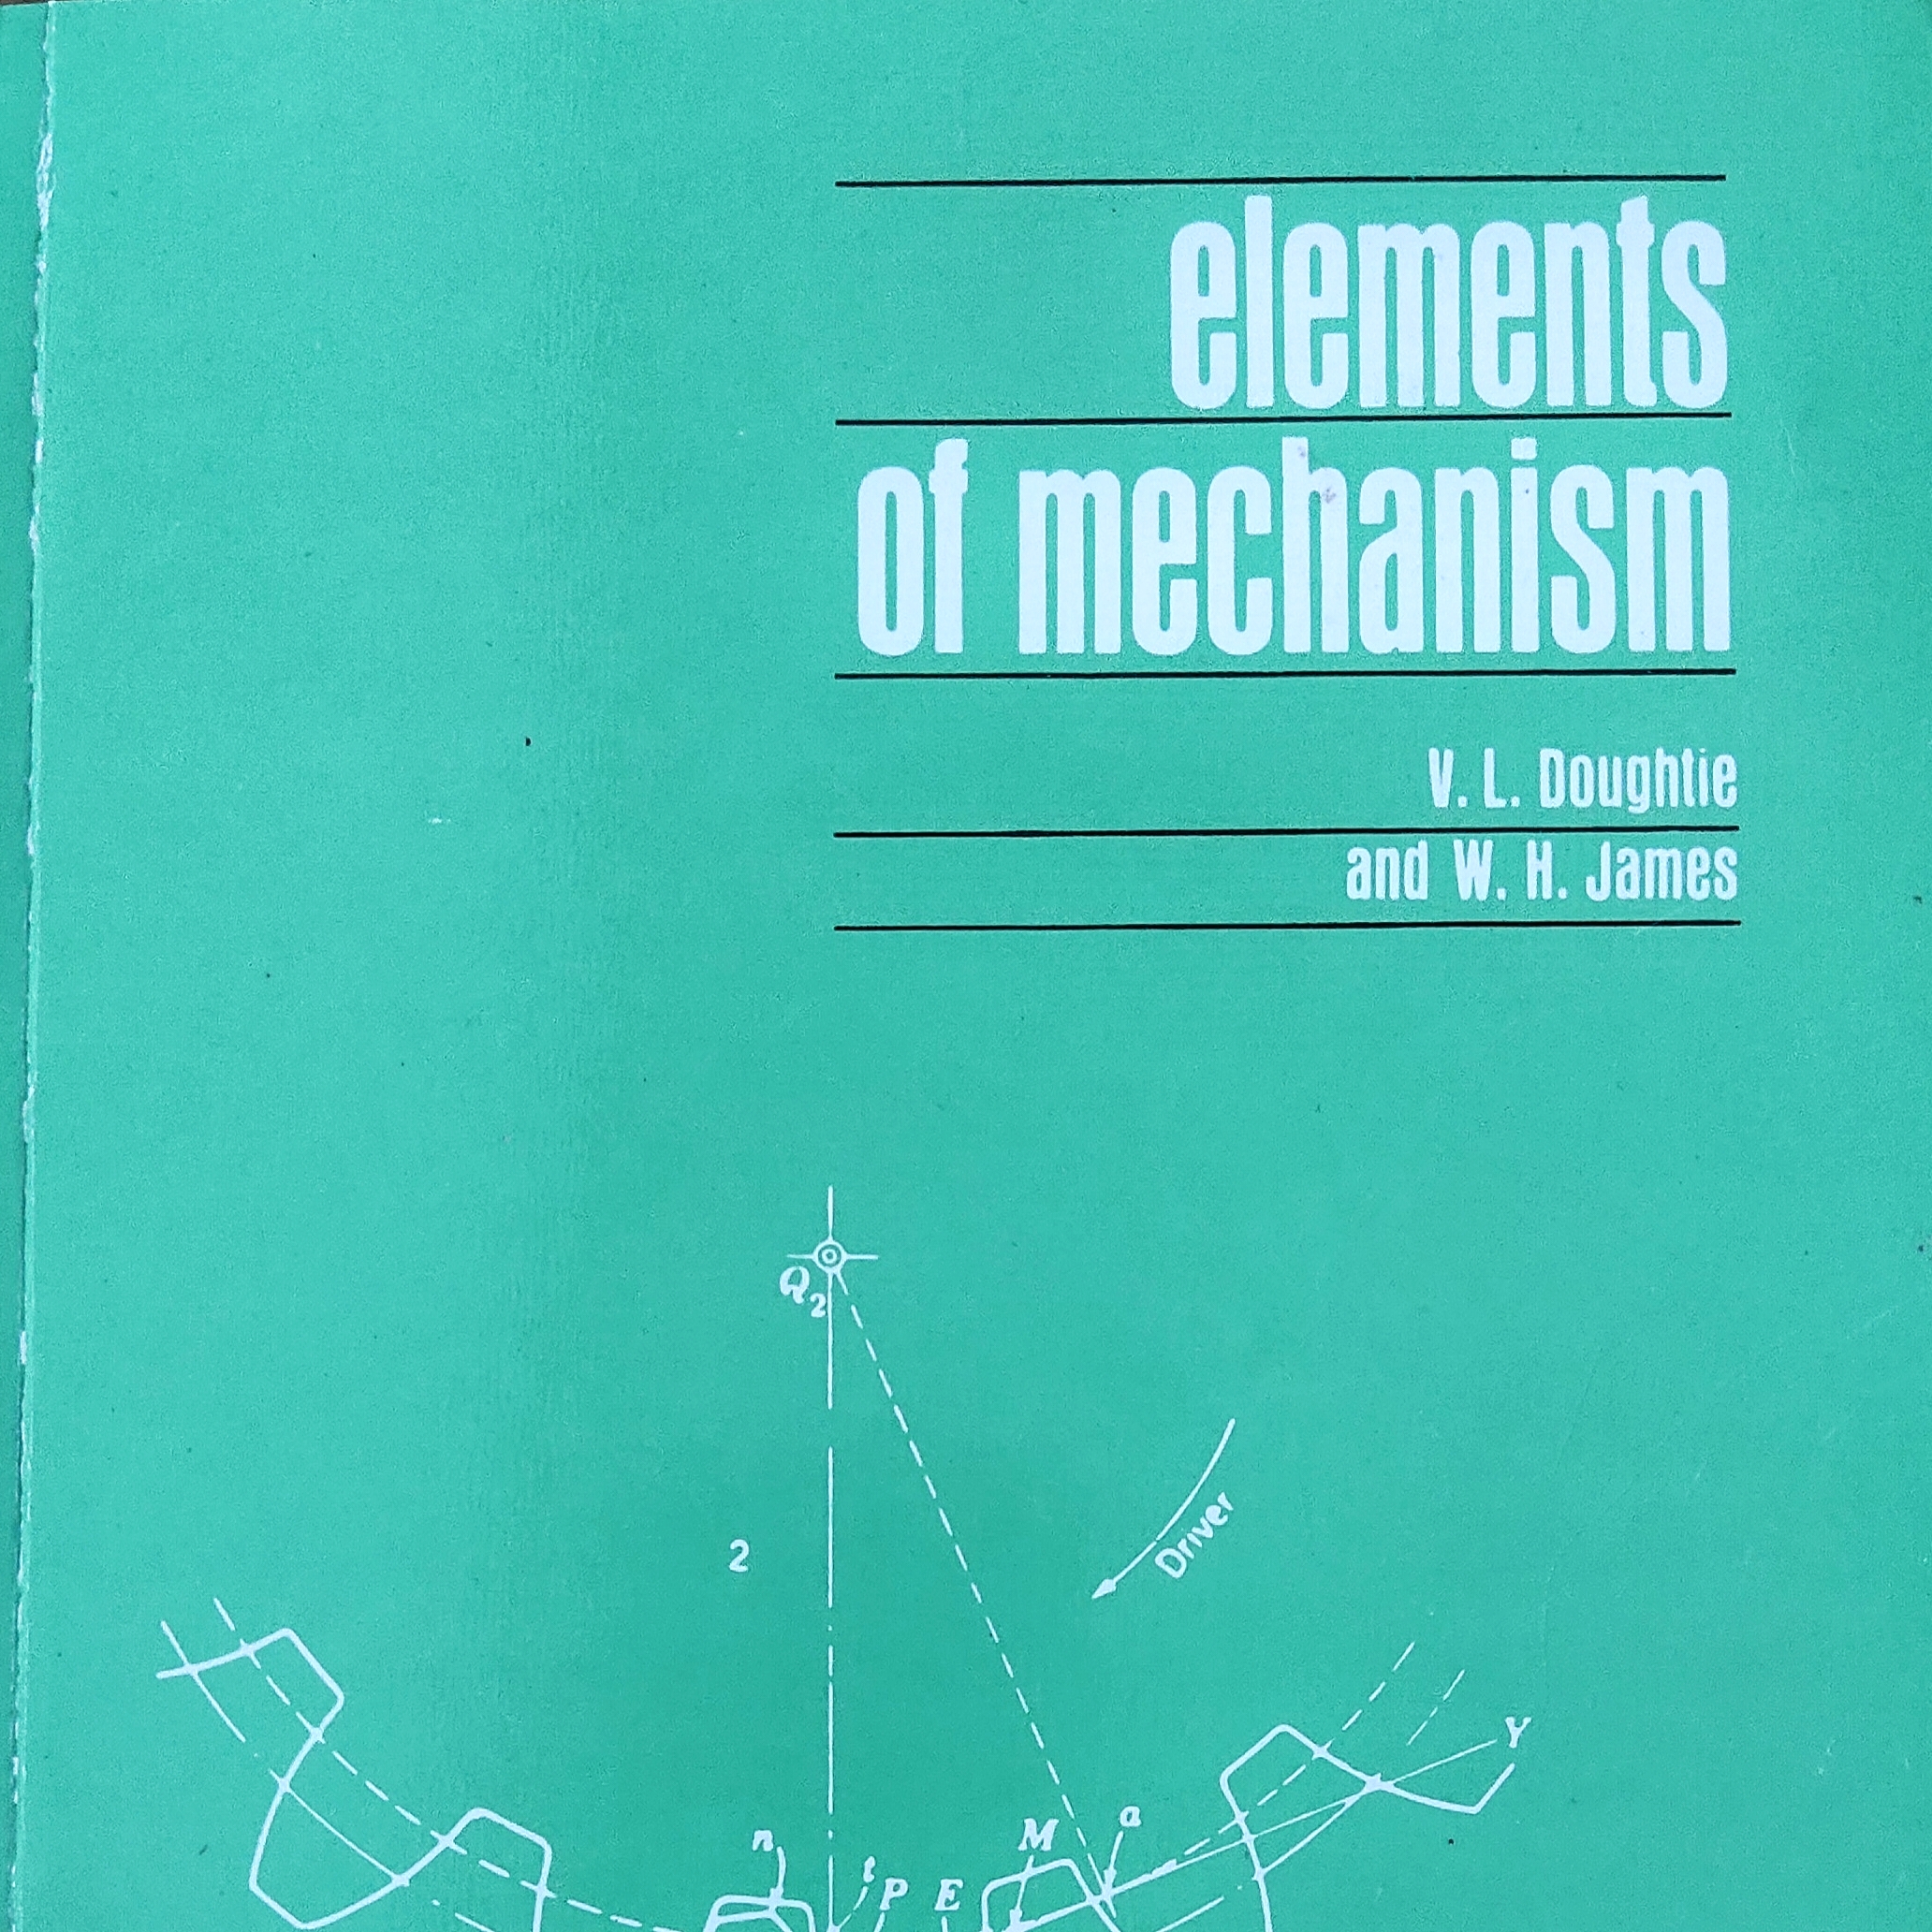 elements
of mechanism
V. L. Doughtie
and W. H. James
Q2
2
Driver
Y
n
t
P
E
M
a